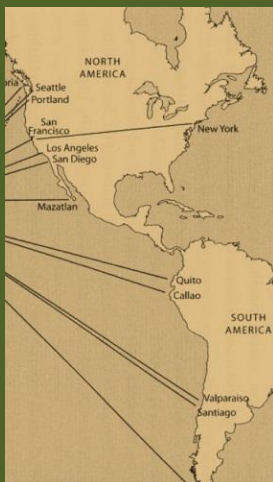 NORTH
AMERICA
Seattle
Portland
San
Francisco
New York
Los Angeles
San Diego
Mazatlan
Quito
Callao
SOUTH
AMERICA
Valparaiso
Santiago